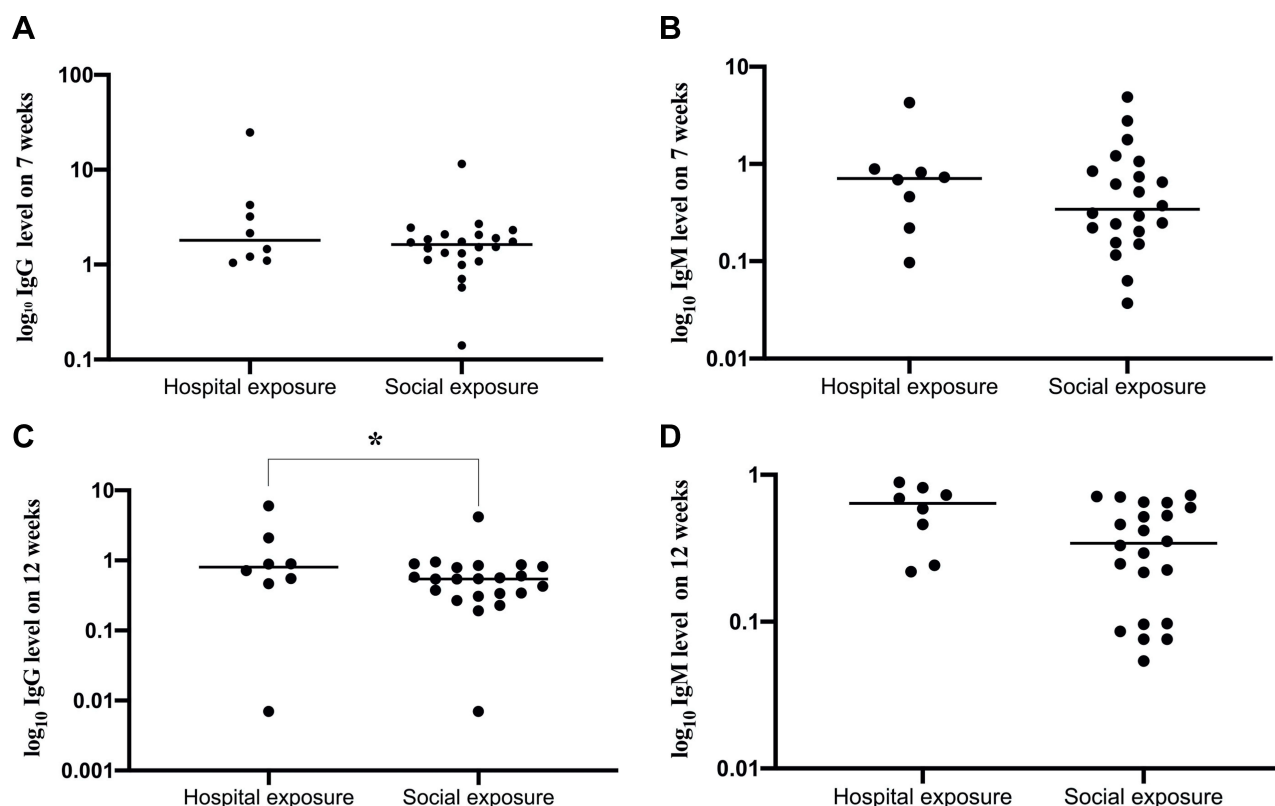 A
log₁₀ IgG level on 7 weeks
100
10
1
0.1
Hospital exposure
Social exposure
B
log₁₀ IgM level on 7 weeks
10
1
0.1
0.01
Hospital exposure
Social exposure
C
log₁₀ IgG level on 12 weeks
10
1
0.1
0.01
0.001
*
Hospital exposure
Social exposure
D
log₁₀ IgM level on 12 weeks
1
0.1
0.01
Hospital exposure
Social exposure